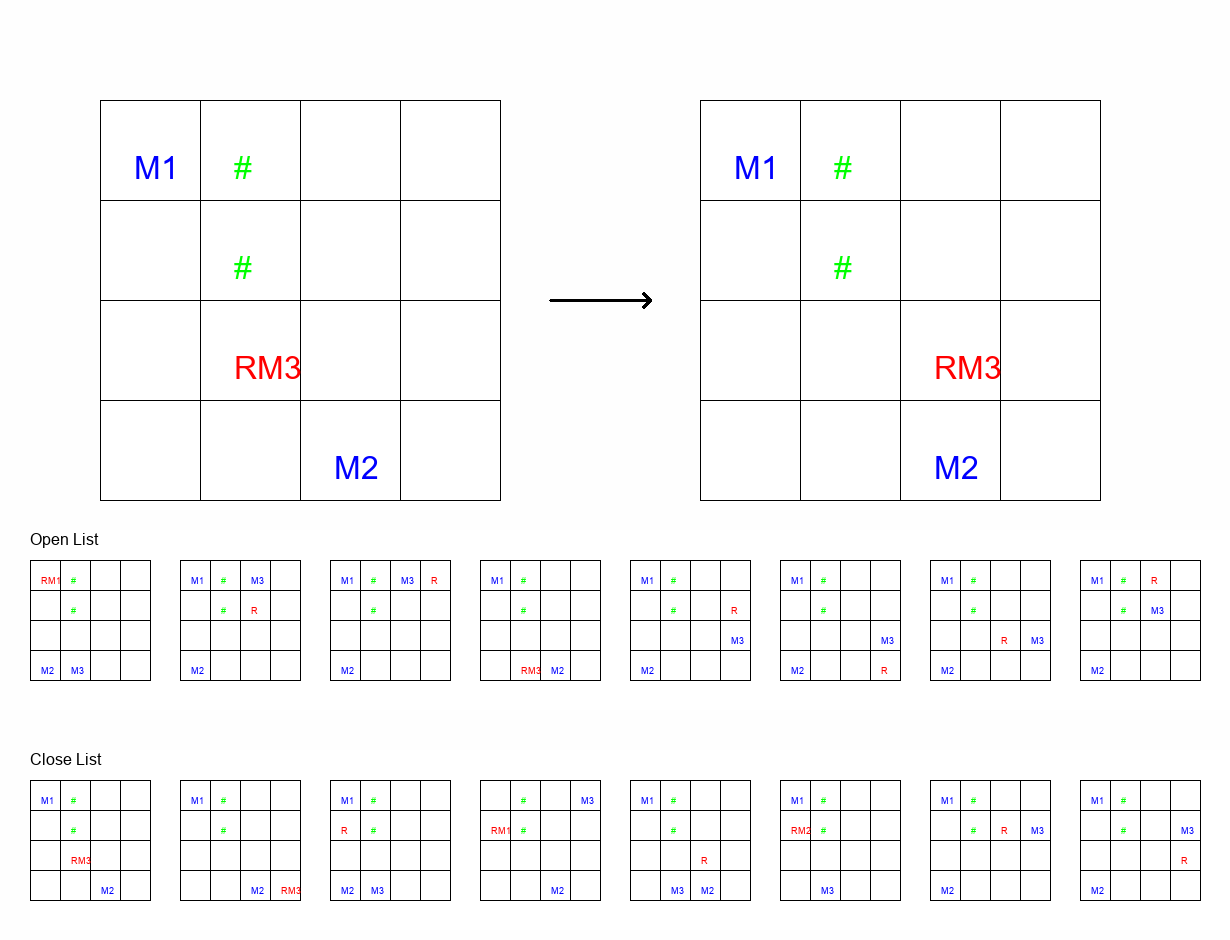 M1 # M1 #
# #
RM3 RM3
M2 M2
Open List
RM1 # M1 # M3 M1 # M3 R M1 # M1 # M1 # M1 # M1 # R
# # R # # # R # # # M3
M3 M3 R M3
M2 M3 M2 M2 RM3 M2 M2 M2 R M2 M2
Close List
M1 # M1 # M1 # # M3 M1 # M1 # M1 # M1 #
# # R # RM1 # # RM2 # # R M3 # M3
RM3 R R
M2 M2 RM3 M2 M3 M2 M3 M2 M3 M2 M2